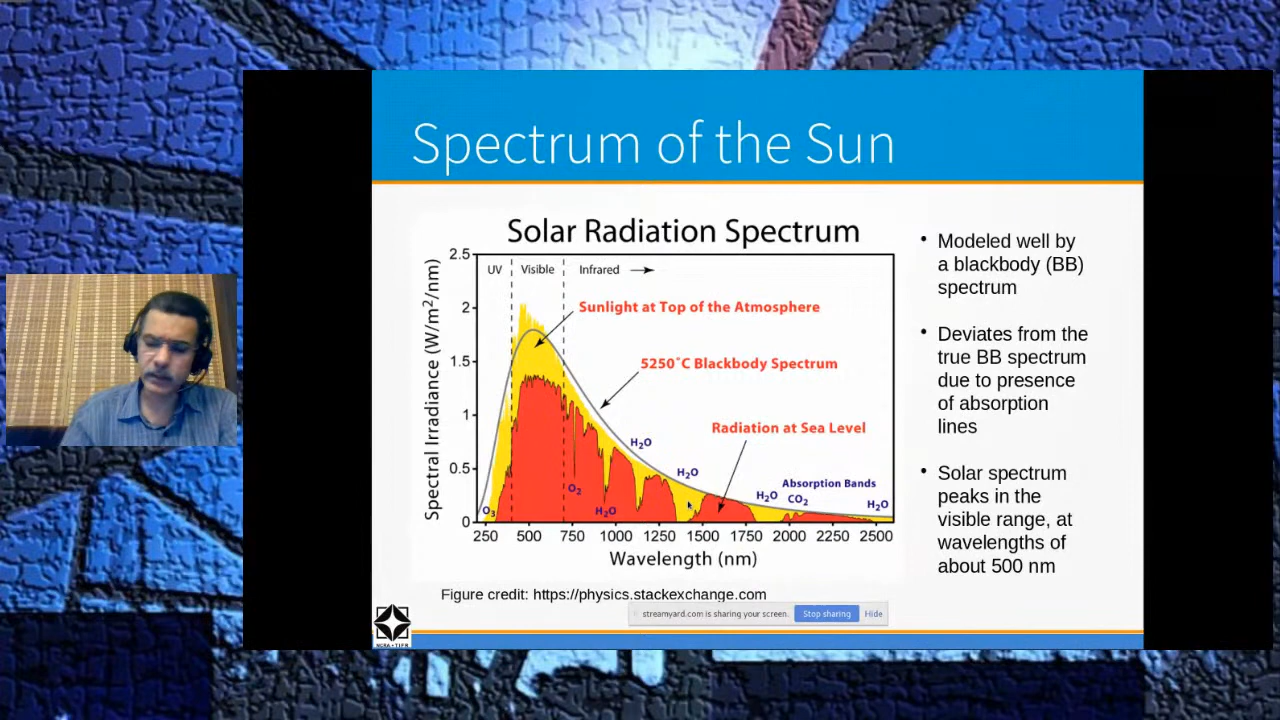 Spectrum of the Sun
Solar Radiation Spectrum
UV
Visible
Infrared
Sunlight at Top of the Atmosphere
5250°C Blackbody Spectrum
Radiation at Sea Level
H2O
H2O
Absorption Bands
H2O
CO2
H2O
O3
O2
H2O
Spectral Irradiance (W/m2/nm)
2.5
2
1.5
1
0.5
0
250 500 750 1000 1250 1500 1750 2000 2250 2500
Wavelength (nm)
• Modeled well by
a blackbody (BB)
spectrum
• Deviates from the
true BB spectrum
due to presence
of absorption
lines
• Solar spectrum
peaks in the
visible range, at
wavelengths of
about 500 nm
Figure credit: https://physics.stackexchange.com
streamyard.com is sharing your screen. Stop sharing Hide
NCRA • TIFR